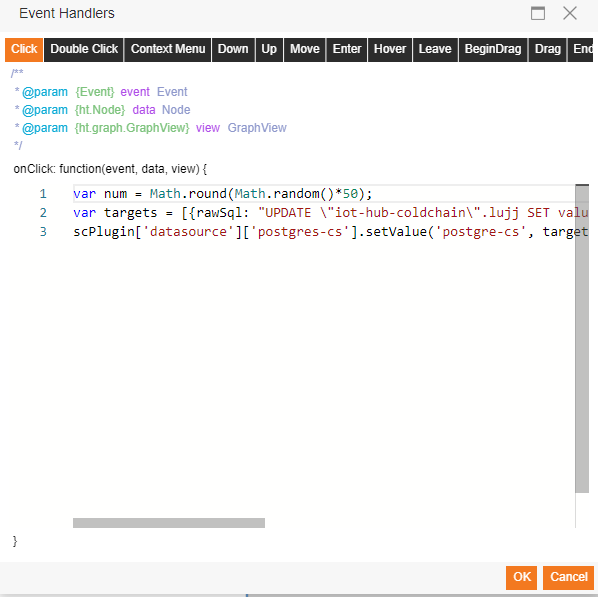 Event Handlers
Click Double Click Context Menu Down Up Move Enter Hover Leave BeginDrag Drag End
/**
* @param {Event} event Event
* @param {ht.Node} data Node
* @param {ht.graph.GraphView} view GraphView
*/
onClick: function(event, data, view) {
1 var num = Math.round(Math.random()*50);
2 var targets = [{rawSql: "UPDATE \"iot-hub-coldchain\".lujj SET valu
3 scPlugin['datasource']['postgres-cs'].setValue('postgre-cs', target
}
OK Cancel